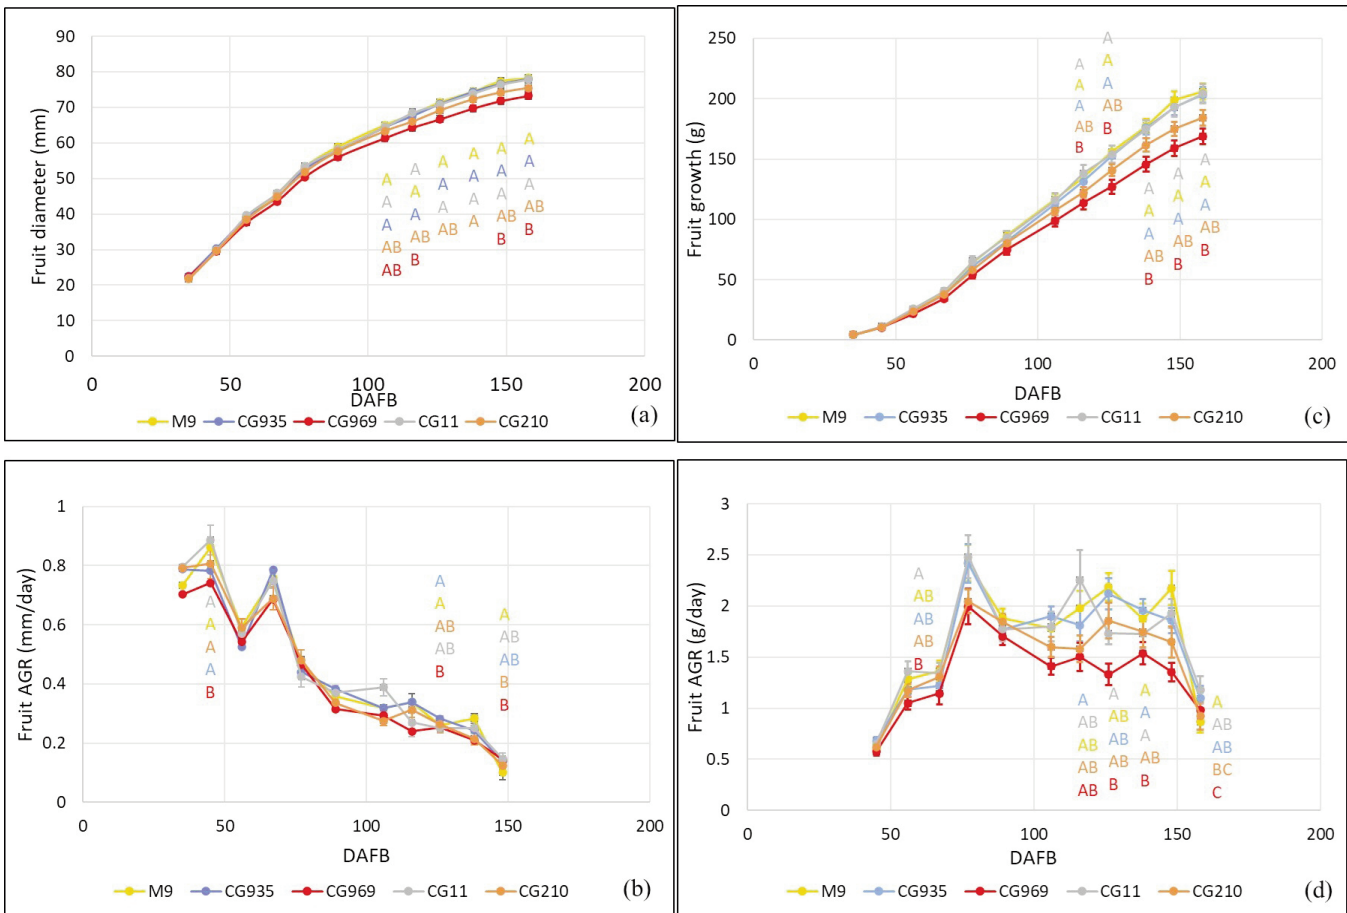 90
80
70
60
50
40
30
20
10
0
Fruit diameter (mm)
A
A
A
AB
AB
A
A
A
AB
B
A
A
A
AB
A
A
A
A
A
A
A
AB
B
A
A
A
AB
B
0 50 100 150 200
DAFB
M9 CG935 CG969 CG11 CG210
(a)
250
200
150
100
50
0
Fruit growth (g)
A
A
A
AB
B
A
A
A
AB
B
A
A
A
AB
B
A
A
A
AB
B
A
A
A
AB
B
0 50 100 150 200
DAFB
M9 CG935 CG969 CG11 CG210
(c)
1
0.8
0.6
0.4
0.2
0
Fruit AGR (mm/day)
A
A
A
A
B
A
A
AB
AB
B
A
AB
AB
B
B
0 50 100 150 200
DAFB
M9 CG935 CG969 CG11 CG210
(b)
3
2.5
2
1.5
1
0.5
0
Fruit AGR (g/day)
A
AB
AB
AB
B
A
AB
AB
AB
AB
A
AB
AB
AB
B
A
A
A
AB
B
A
AB
AB
BC
C
0 50 100 150 200
DAFB
M9 CG935 CG969 CG11 CG210
(d)